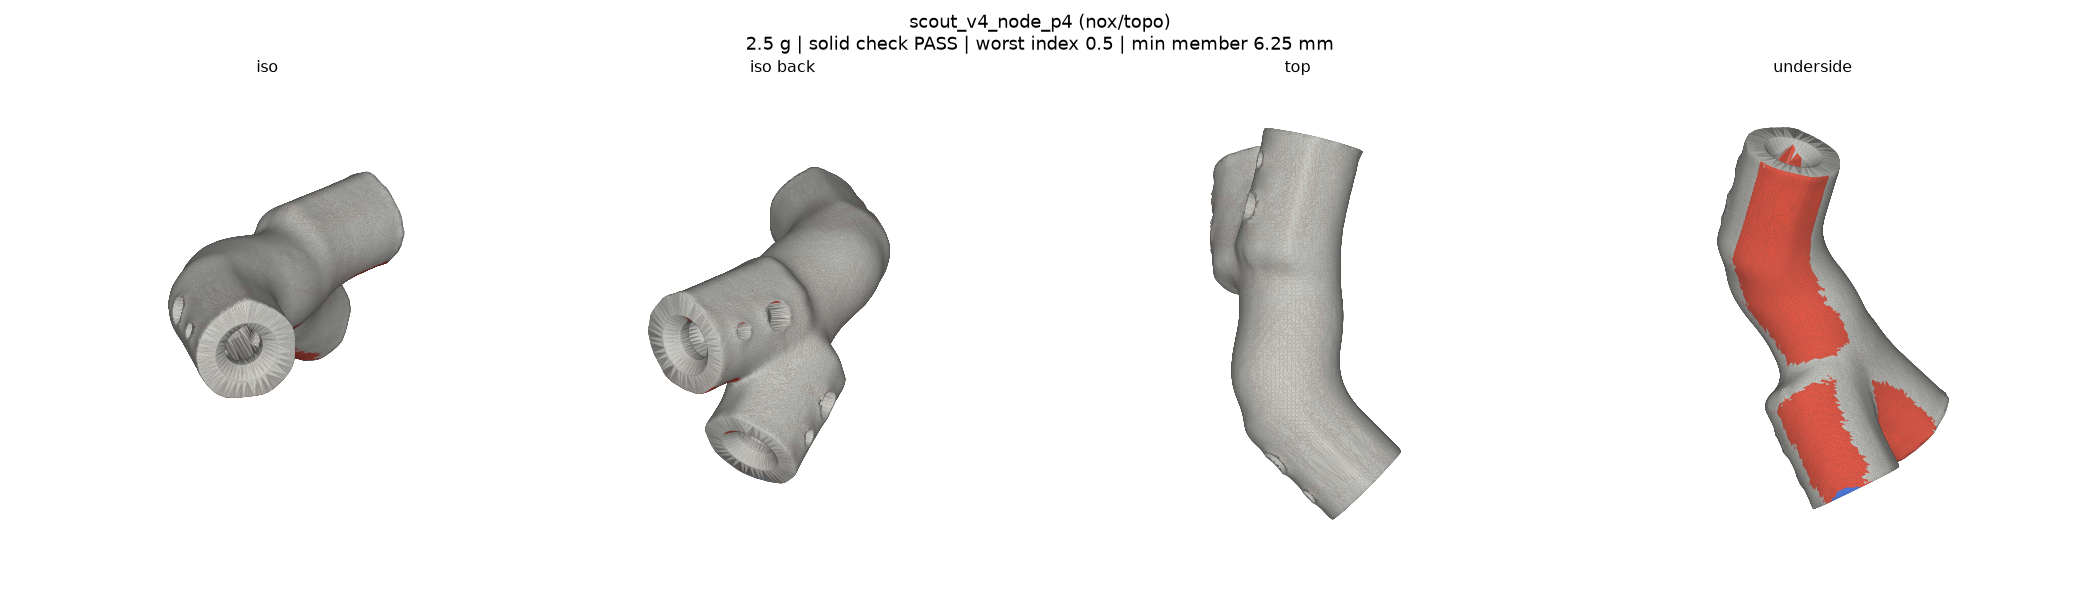 scout_v4_node_p4 (nox/topo)
2.5 g | solid check PASS | worst index 0.5 | min member 6.25 mm
iso
iso back
top
underside